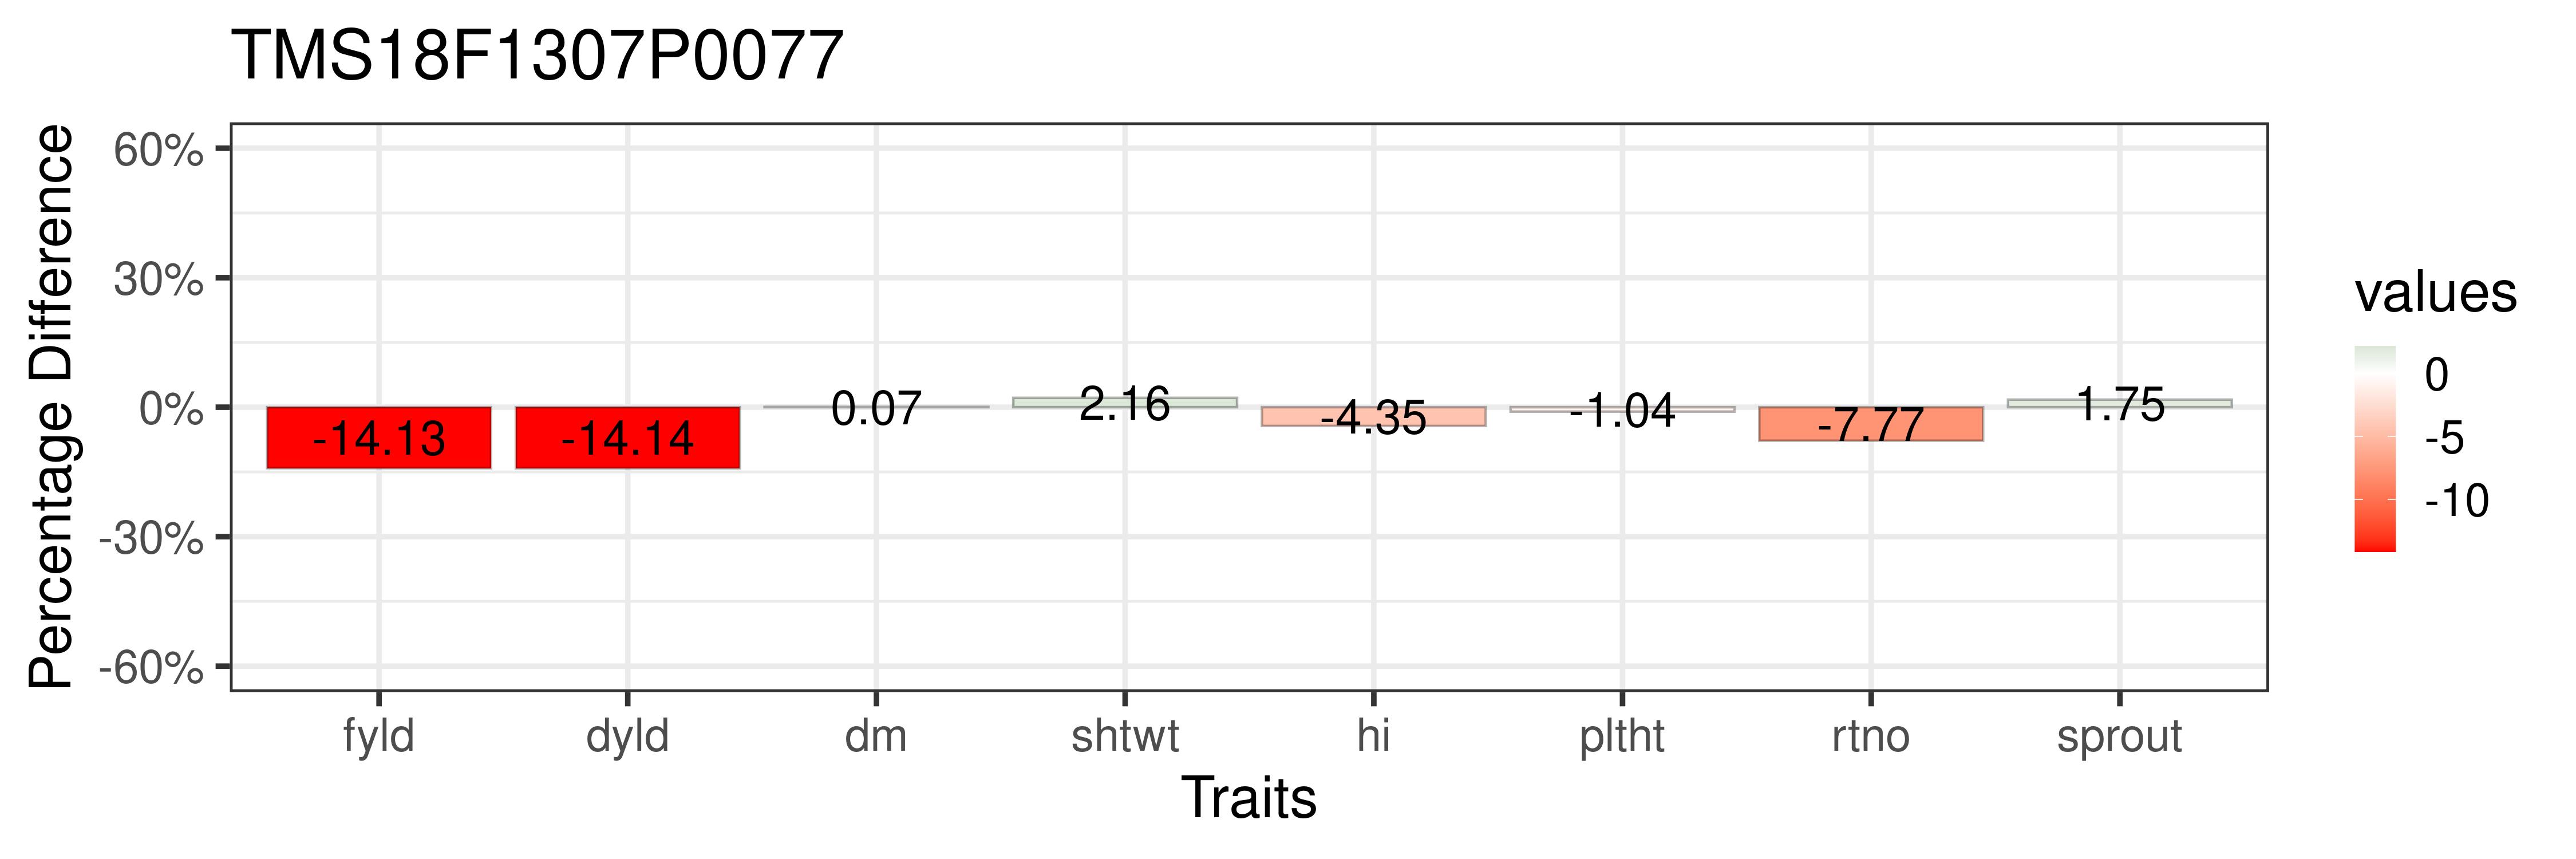 TMS18F1307P0077
Percentage Difference
60%
30%
0%
-30%
-60%
-14.13
-14.14
0.07
2.16
-4.35
-1.04
-7.77
1.75
fyld
dyld
dm
shtwt
hi
pltht
rtno
sprout
Traits
values
0
-5
-10